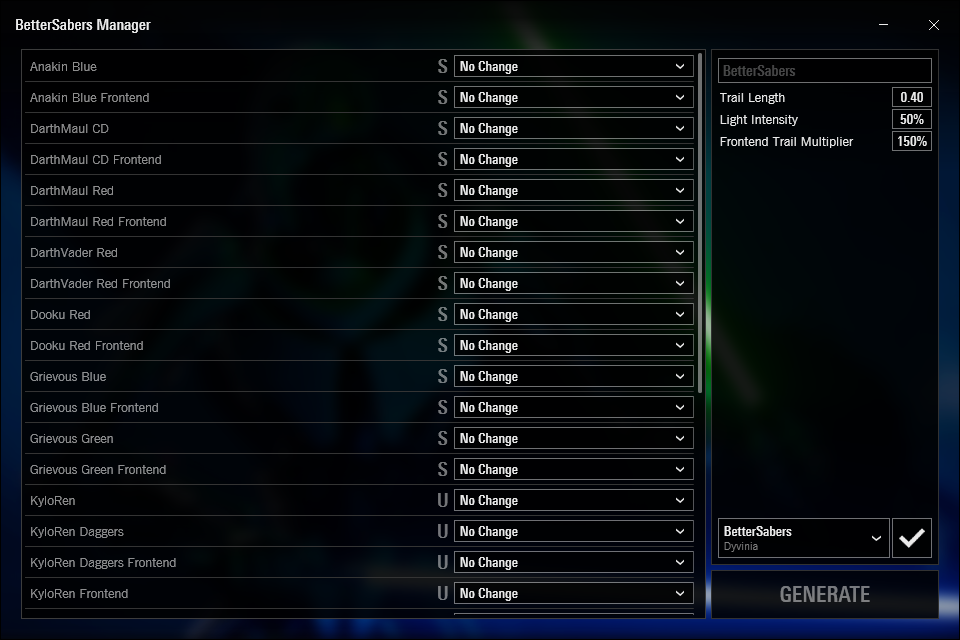 BetterSabers Manager
Anakin Blue S No Change
Anakin Blue Frontend S No Change
DarthMaul CD S No Change
DarthMaul CD Frontend S No Change
DarthMaul Red S No Change
DarthMaul Red Frontend S No Change
DarthVader Red S No Change
DarthVader Red Frontend S No Change
Dooku Red S No Change
Dooku Red Frontend S No Change
Grievous Blue S No Change
Grievous Blue Frontend S No Change
Grievous Green S No Change
Grievous Green Frontend S No Change
KyloRen U No Change
KyloRen Daggers U No Change
KyloRen Daggers Frontend U No Change
KyloRen Frontend U No Change
BetterSabers
Trail Length 0.40
Light Intensity 50%
Frontend Trail Multiplier 150%
BetterSabers
Dyvinia
GENERATE